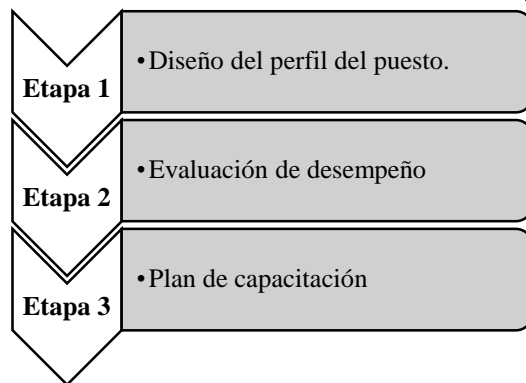 Etapa 1
•Diseño del perfil del puesto.
Etapa 2
•Evaluación de desempeño
Etapa 3
•Plan de capacitación